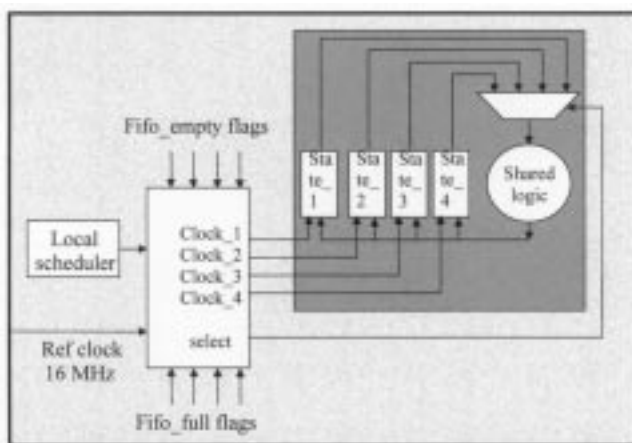 Fifo_empty flags
Sta
te_
1
Sta
te_
2
Sta
te_
3
Sta
te_
4
Shared
logic
Local
scheduler
Clock_1
Clock_2
Clock_3
Clock_4
select
Ref clock
16 MHz
Fifo_full flags